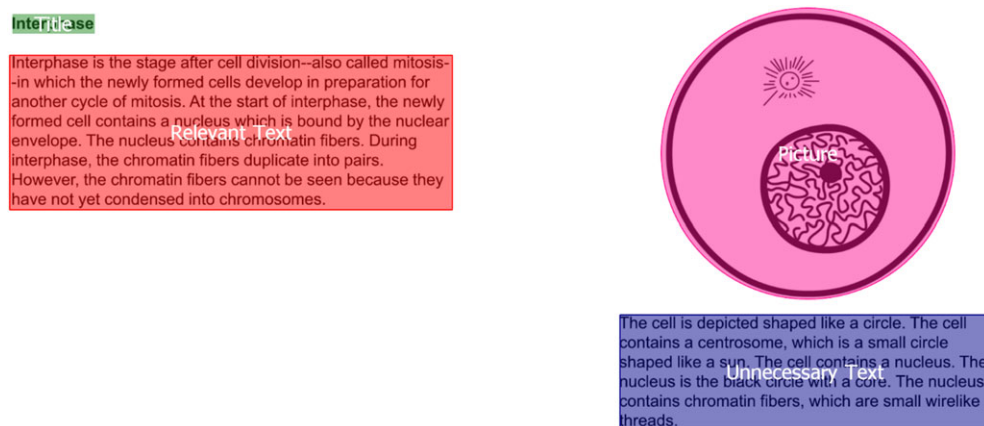 Interphase
Title
Interphase is the stage after cell division--also called mitosis-
-in which the newly formed cells develop in preparation for
another cycle of mitosis. At the start of interphase, the newly
formed cell contains a nucleus which is bound by the nuclear
envelope. The nucleus contains chromatin fibers. During
interphase, the chromatin fibers duplicate into pairs.
However, the chromatin fibers cannot be seen because they
have not yet condensed into chromosomes.
Relevant Text
Picture
The cell is depicted shaped like a circle. The cell
contains a centrosome, which is a small circle
shaped like a sun. The cell contains a nucleus. The
nucleus is the black circle with a core. The nucleus
contains chromatin fibers, which are small wirelike
threads.
Unnecessary Text